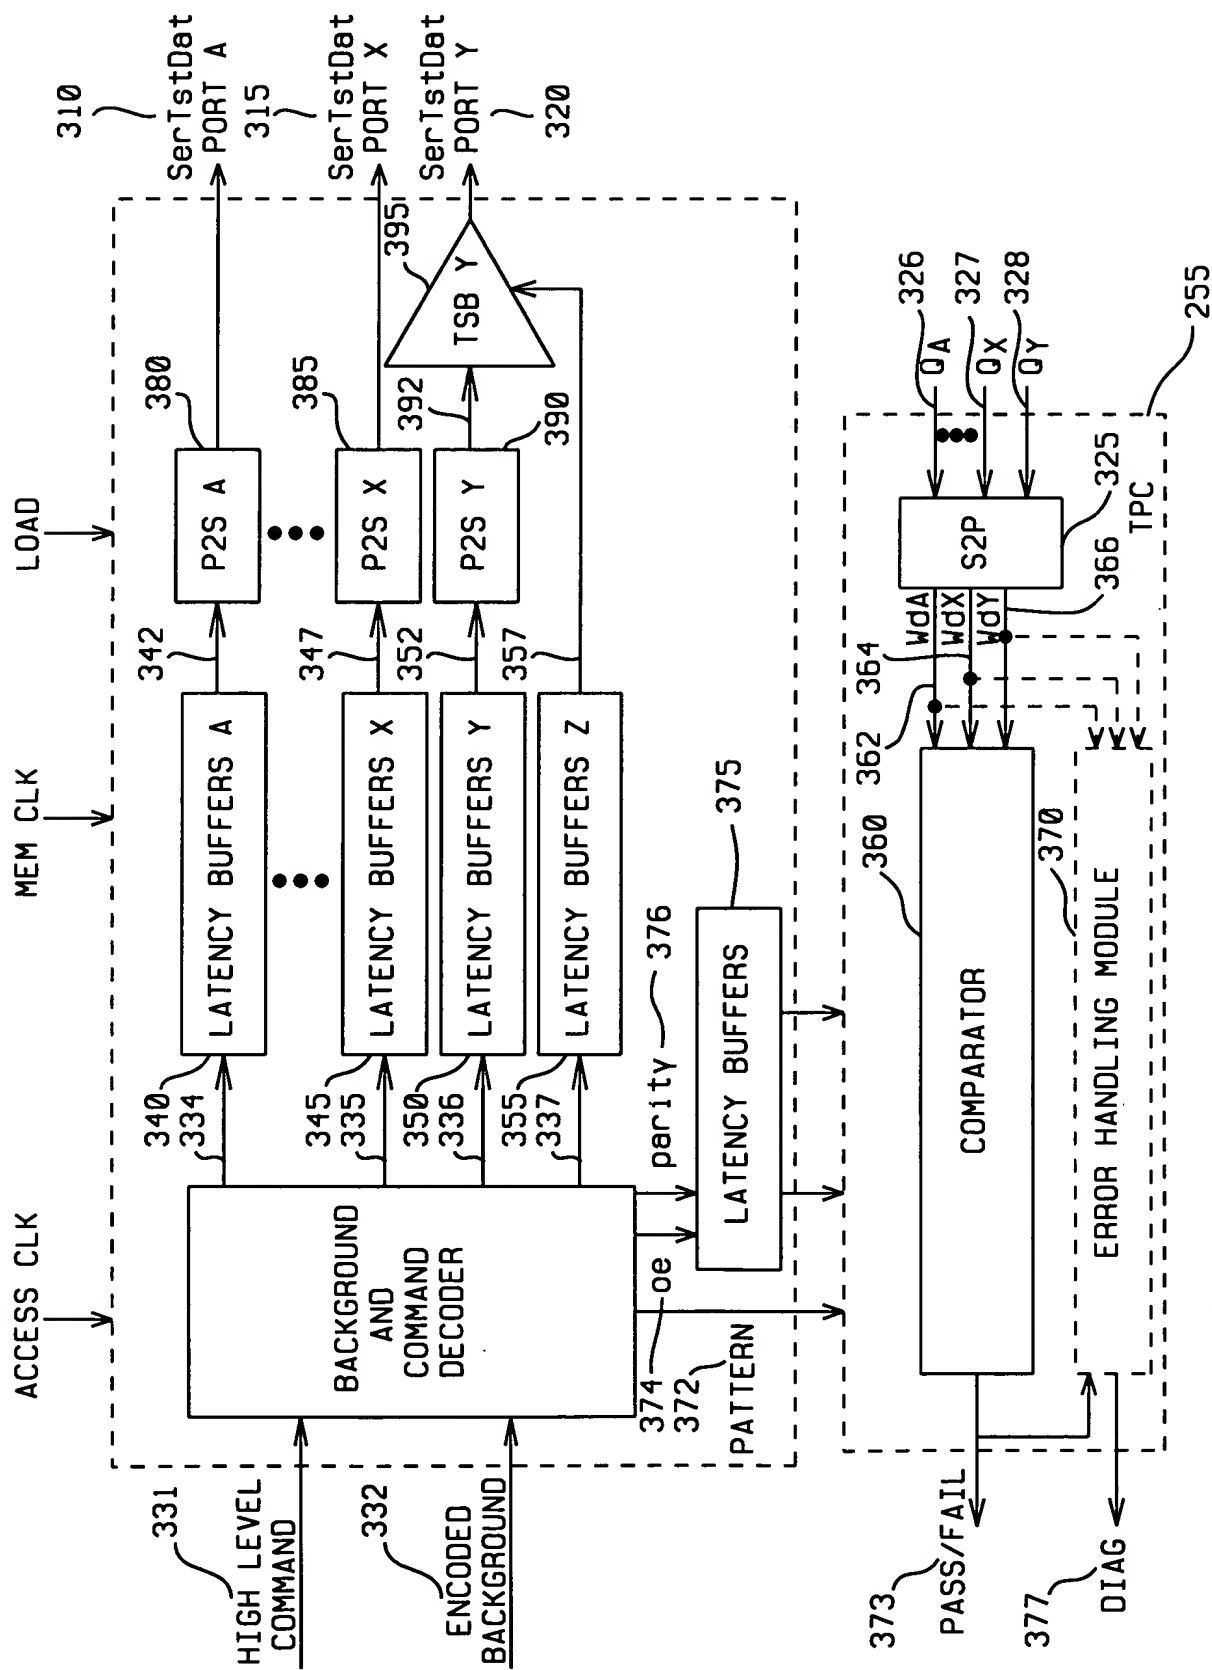 ACCESS CLK
MEM CLK
LOAD
331
HIGH LEVEL
COMMAND
332
ENCODED
BACKGROUND
BACKGROUND
AND
COMMAND
DECODER
340
334
345
335
350
336
355
337
LATENCY BUFFERS A
LATENCY BUFFERS X
LATENCY BUFFERS Y
LATENCY BUFFERS Z
342
347
352
357
380
P2S A
385
P2S X
P2S Y
390
392
395
TSB Y
310
SerTstDat
PORT A
315
SerTstDat
PORT X
SerTstDat
PORT Y
320
374
oe
372
PATTERN
parity
376
LATENCY BUFFERS
375
360
COMPARATOR
370
ERROR HANDLING MODULE
362
364
WdA
WdX
WdY
366
S2P
325
TPC
255
QA
326
QX
327
QY
328
373
PASS/FAIL
377
DIAG